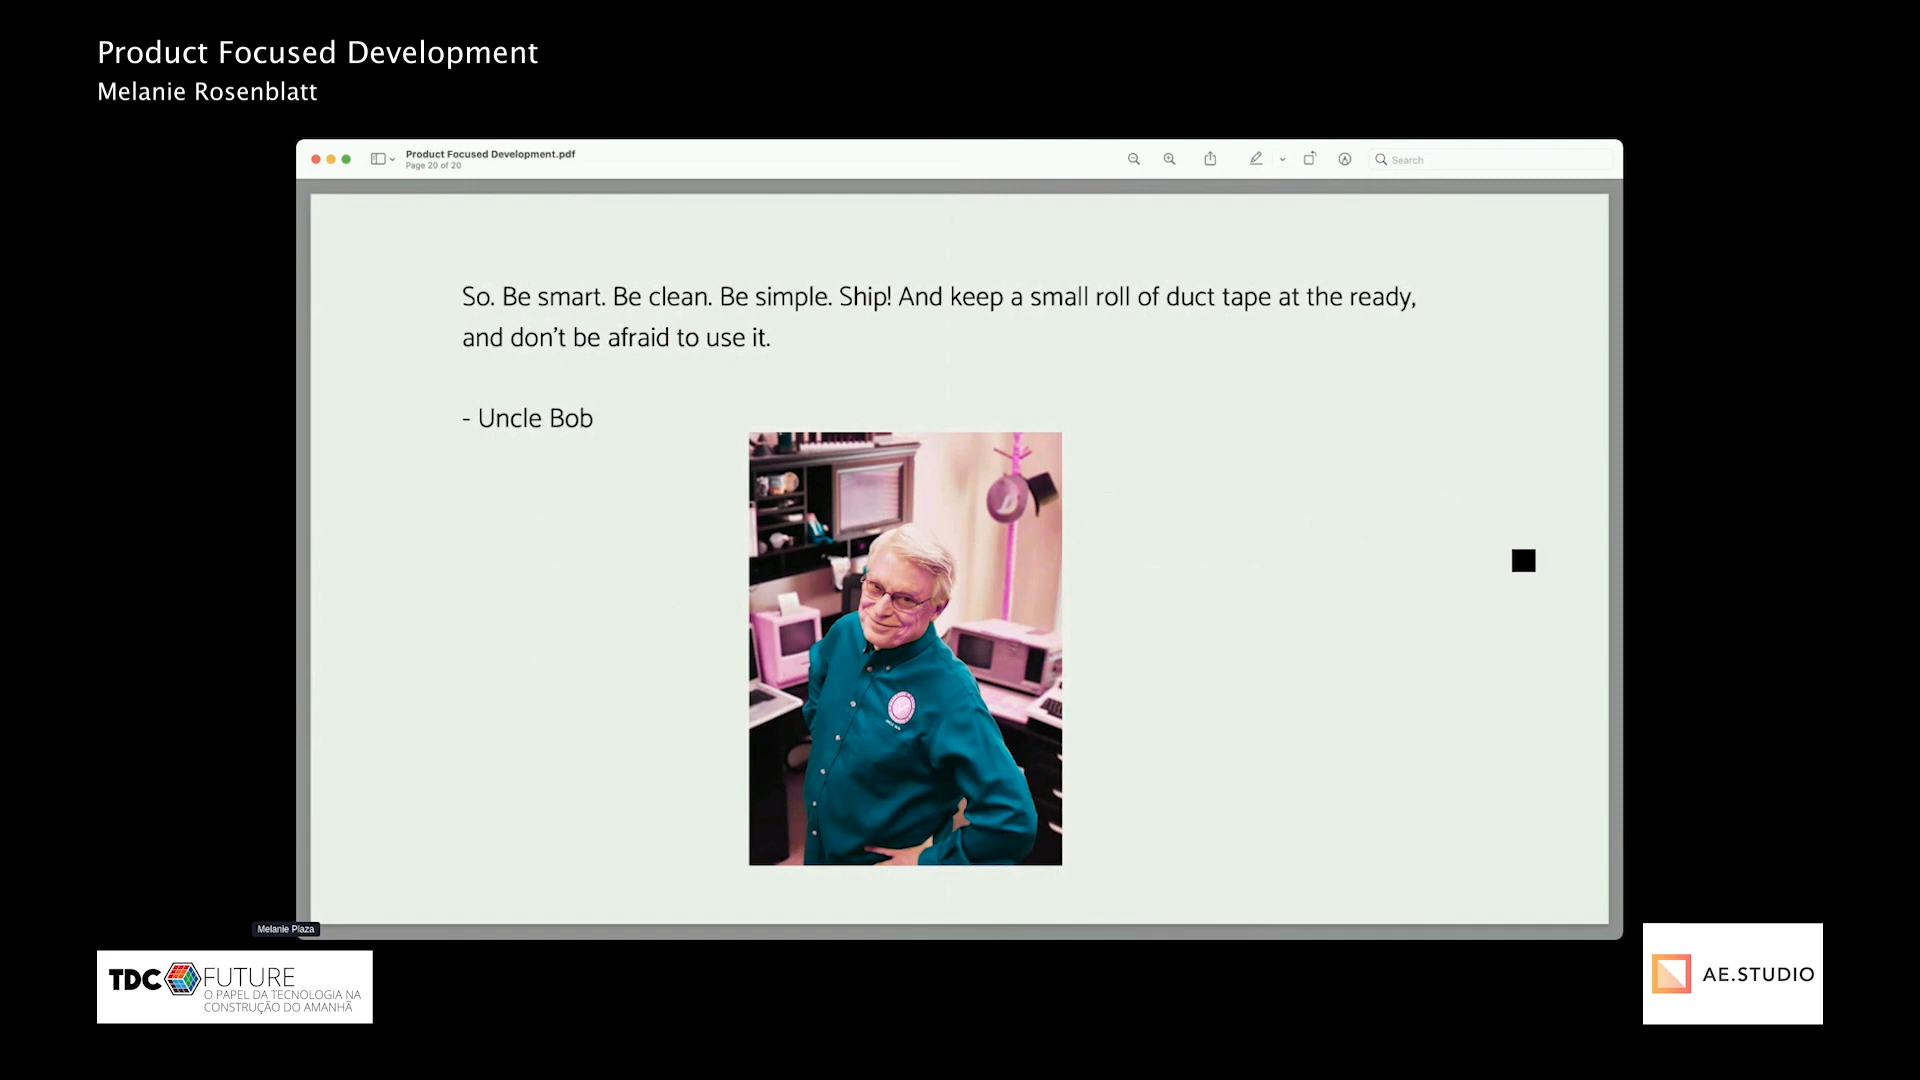 Product Focused Development
Melanie Rosenblatt
Product Focused Development.pdf
Page 20 of 20
Search
So. Be smart. Be clean. Be simple. Ship! And keep a small roll of duct tape at the ready,
and don't be afraid to use it.
- Uncle Bob
Melanie Plaza
TDC FUTURE
O PAPEL DA TECNOLOGIA NA
CONSTRUÇÃO DO AMANHÃ
AE.STUDIO